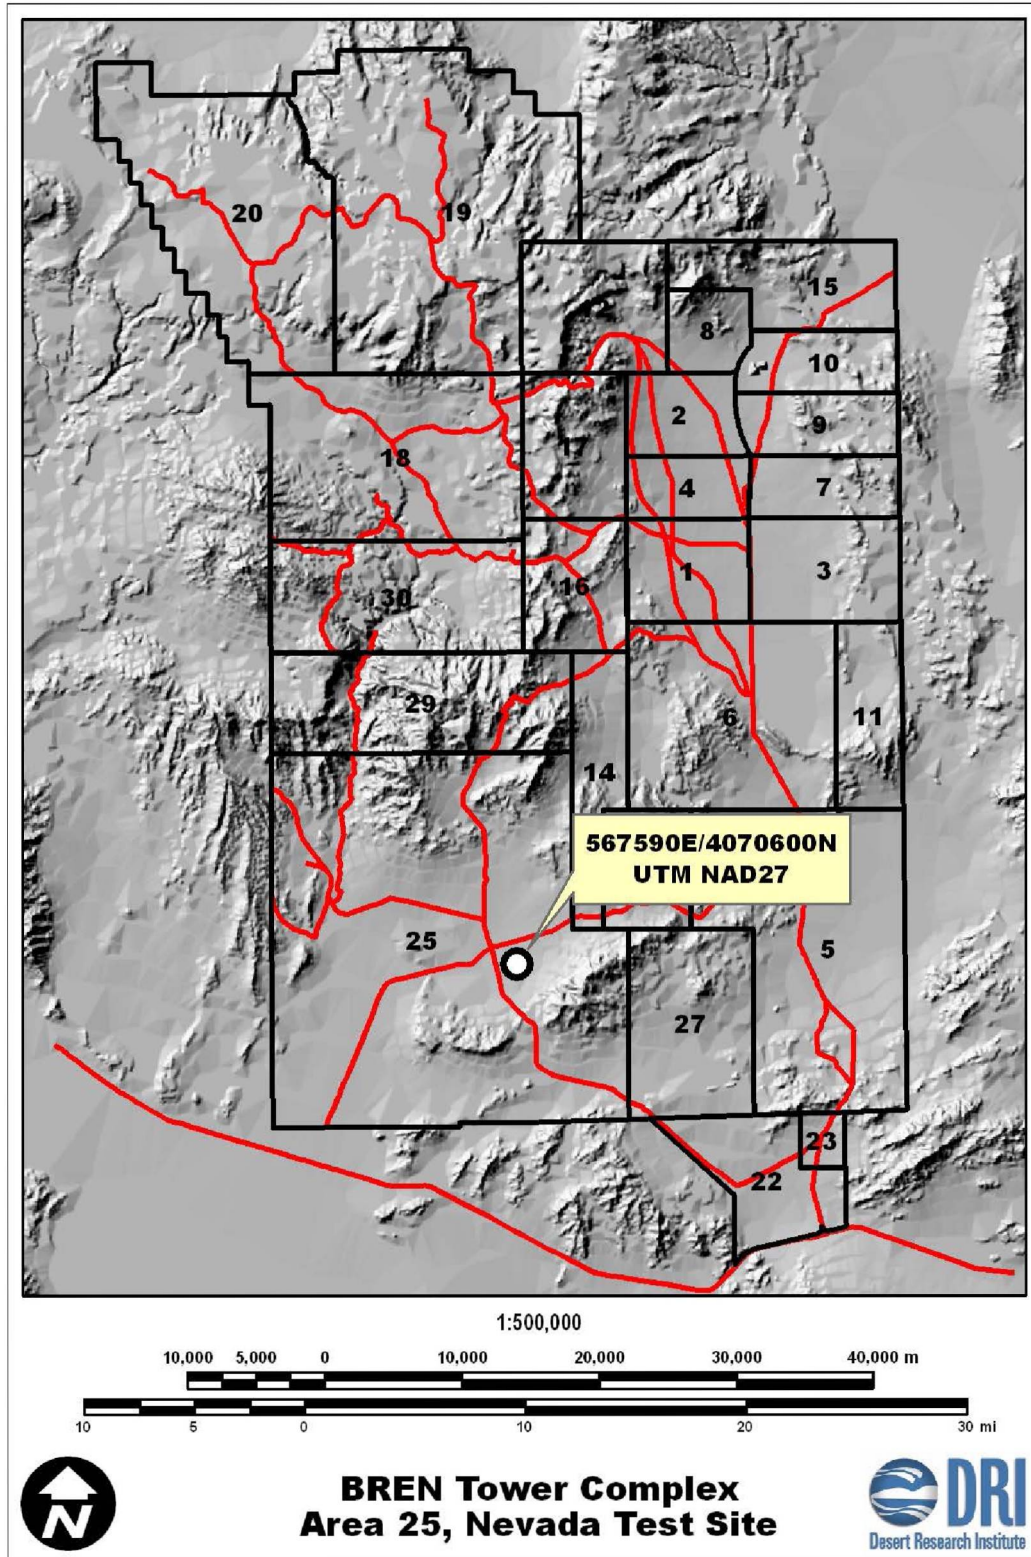 20
19
15
8
10
2
9
18
4
7
1
3
16
30
29
6
11
14
567590E/4070600N
UTM NAD27
25
5
27
23
22
1:500,000
10,000 5,000 0 10,000 20,000 30,000 40,000 m
10 5 0 10 20 30 mi
N
BREN Tower Complex
Area 25, Nevada Test Site
DRI
Desert Research Institute